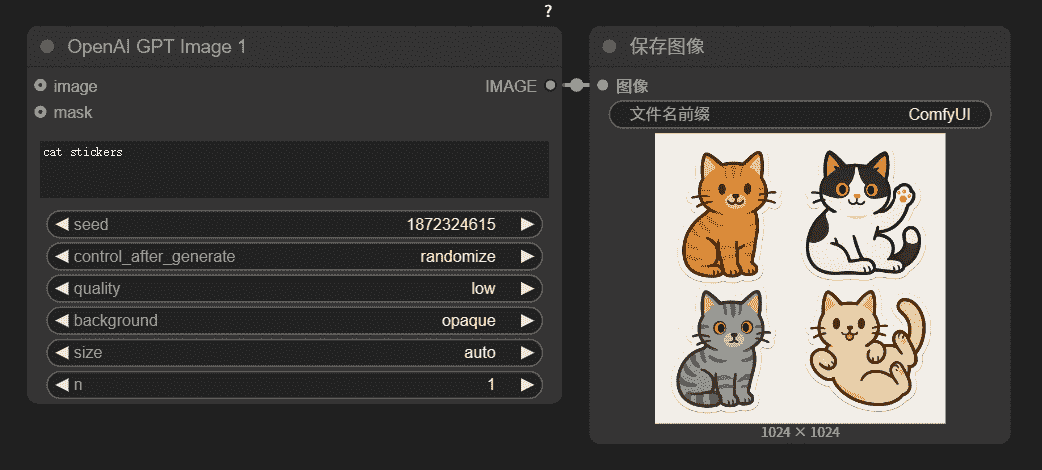 ?
OpenAI GPT Image 1
image
IMAGE
mask
cat stickers
seed 1872324615
control_after_generate randomize
quality low
background opaque
size auto
n 1
保存图像
图像
文件名前缀 ComfyUI
1024 × 1024